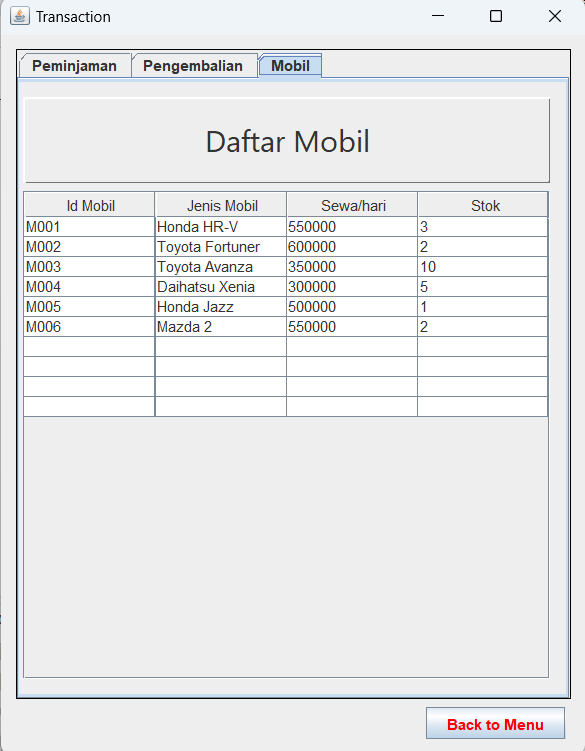 Transaction
Peminjaman Pengembalian Mobil
Daftar Mobil
Id Mobil Jenis Mobil Sewa/hari Stok
M001 Honda HR-V 550000 3
M002 Toyota Fortuner 600000 2
M003 Toyota Avanza 350000 10
M004 Daihatsu Xenia 300000 5
M005 Honda Jazz 500000 1
M006 Mazda 2 550000 2
Back to Menu